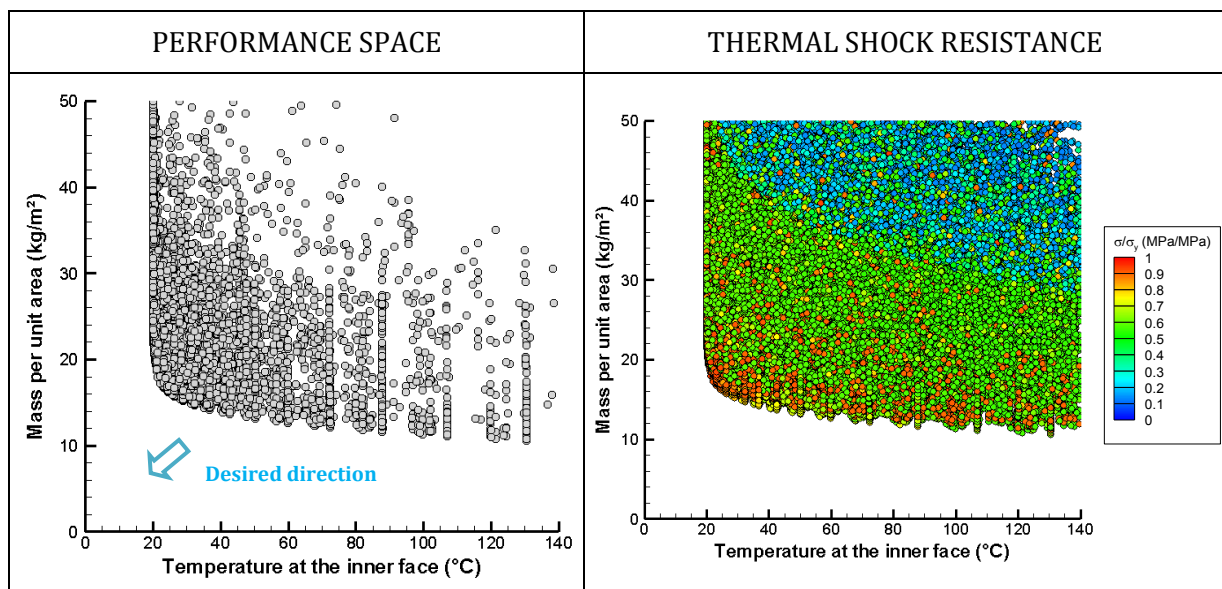 PERFORMANCE SPACE
THERMAL SHOCK RESISTANCE
50
40
30
20
10
0
Mass per unit area (kg/m²)
Desired direction
0 20 40 60 80 100 120 140
Temperature at the inner face (°C)
50
40
30
20
10
0
Mass per unit area (kg/m²)
0 20 40 60 80 100 120 140
Temperature at the inner face (°C)
σ/σy (MPa/MPa)
1
0.9
0.8
0.7
0.6
0.5
0.4
0.3
0.2
0.1
0